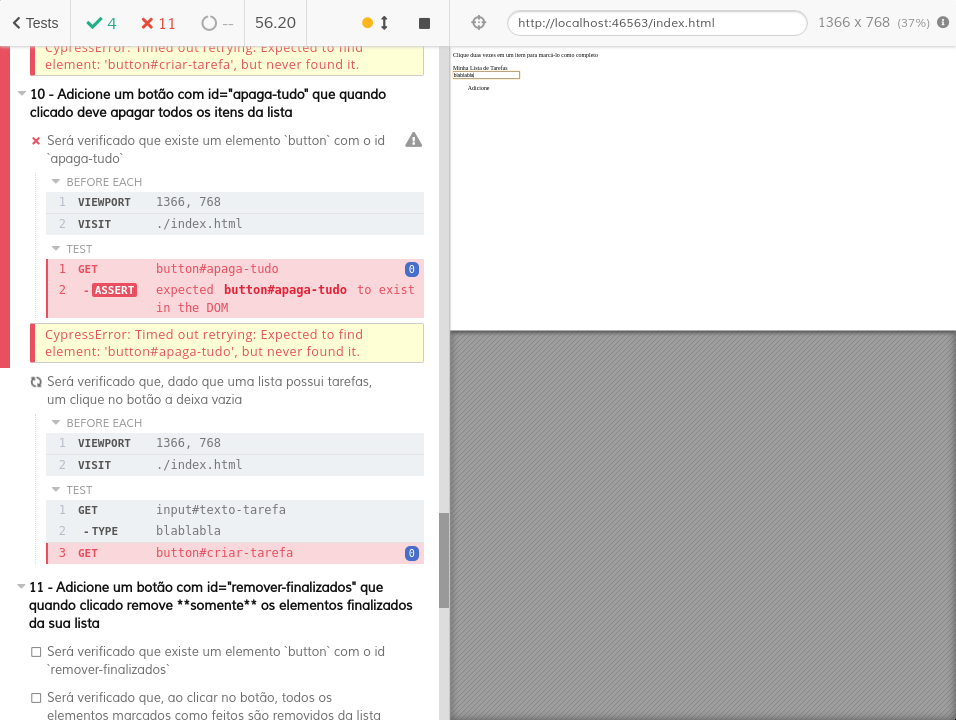 Tests
4
11
--
56.20
http://localhost:46563/index.html
1366 x 768 (37%)
CypressError: Timed out retrying: Expected to find
element: 'button#criar-tarefa', but never found it.
10 - Adicione um botão com id="apaga-tudo" que quando
clicado deve apagar todos os itens da lista
Será verificado que existe um elemento `button` com o id
`apaga-tudo`
BEFORE EACH
1 VIEWPORT 1366, 768
2 VISIT ./index.html
TEST
1 GET button#apaga-tudo 0
2 -ASSERT expected button#apaga-tudo to exist
in the DOM
CypressError: Timed out retrying: Expected to find
element: 'button#apaga-tudo', but never found it.
Será verificado que, dado que uma lista possui tarefas,
um clique no botão a deixa vazia
BEFORE EACH
1 VIEWPORT 1366, 768
2 VISIT ./index.html
TEST
1 GET input#texto-tarefa
2 -TYPE blablabla
3 GET button#criar-tarefa 0
11 - Adicione um botão com id="remover-finalizados" que
quando clicado remove **somente** os elementos finalizados
da sua lista
Será verificado que existe um elemento `button` com o id
`remover-finalizados`
Será verificado que, ao clicar no botão, todos os
elementos marcados como feitos são removidos da lista
Clique duas vezes em um item para marcá-lo como completo
Minha Lista de Tarefas
blablabla
Adicione